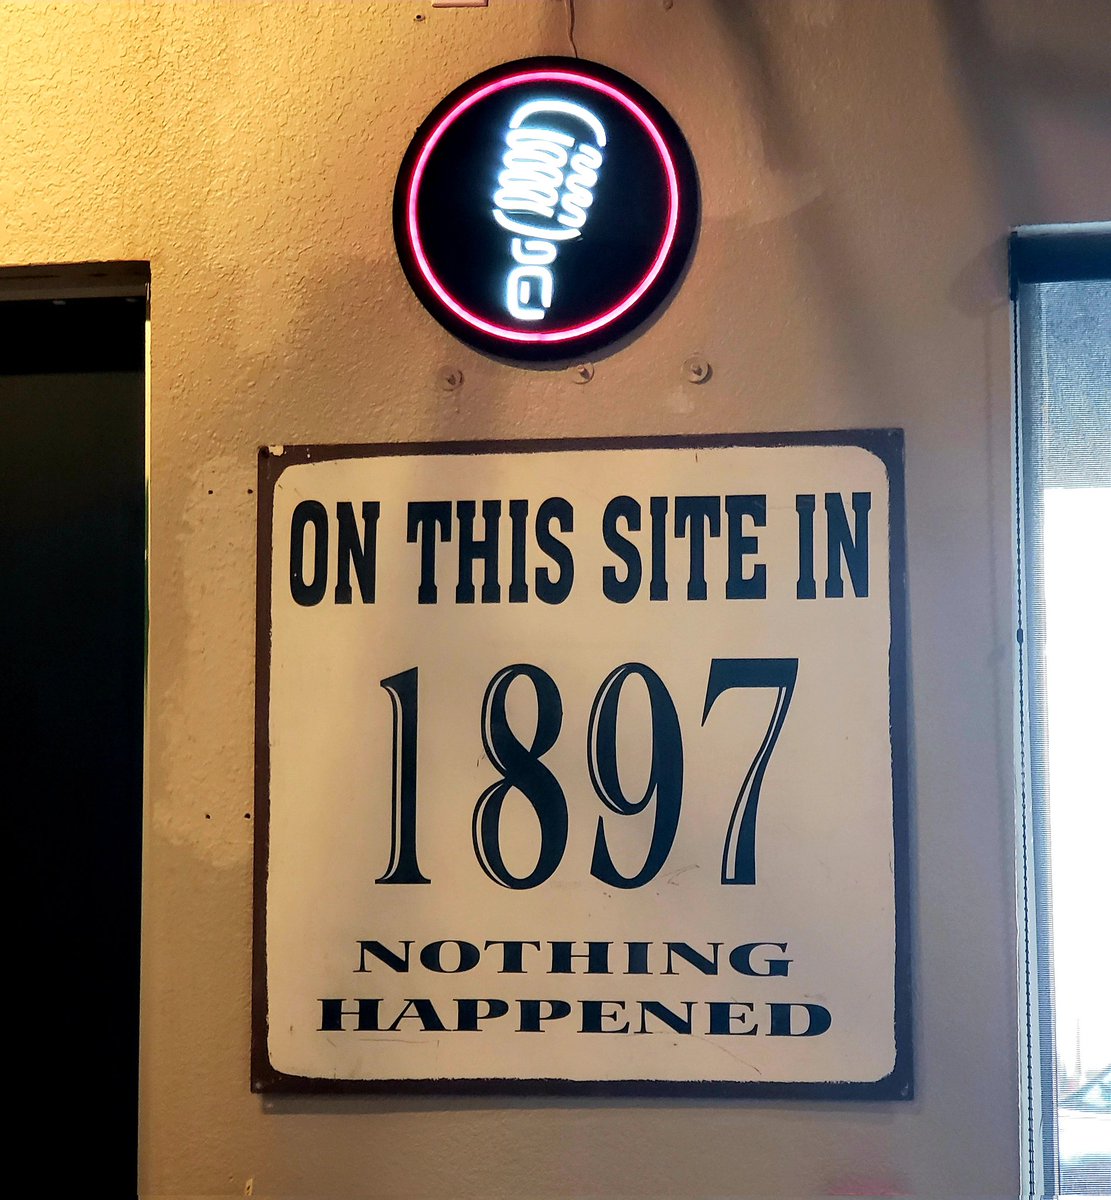 ON THIS SITE IN
1897
NOTHING
HAPPENED